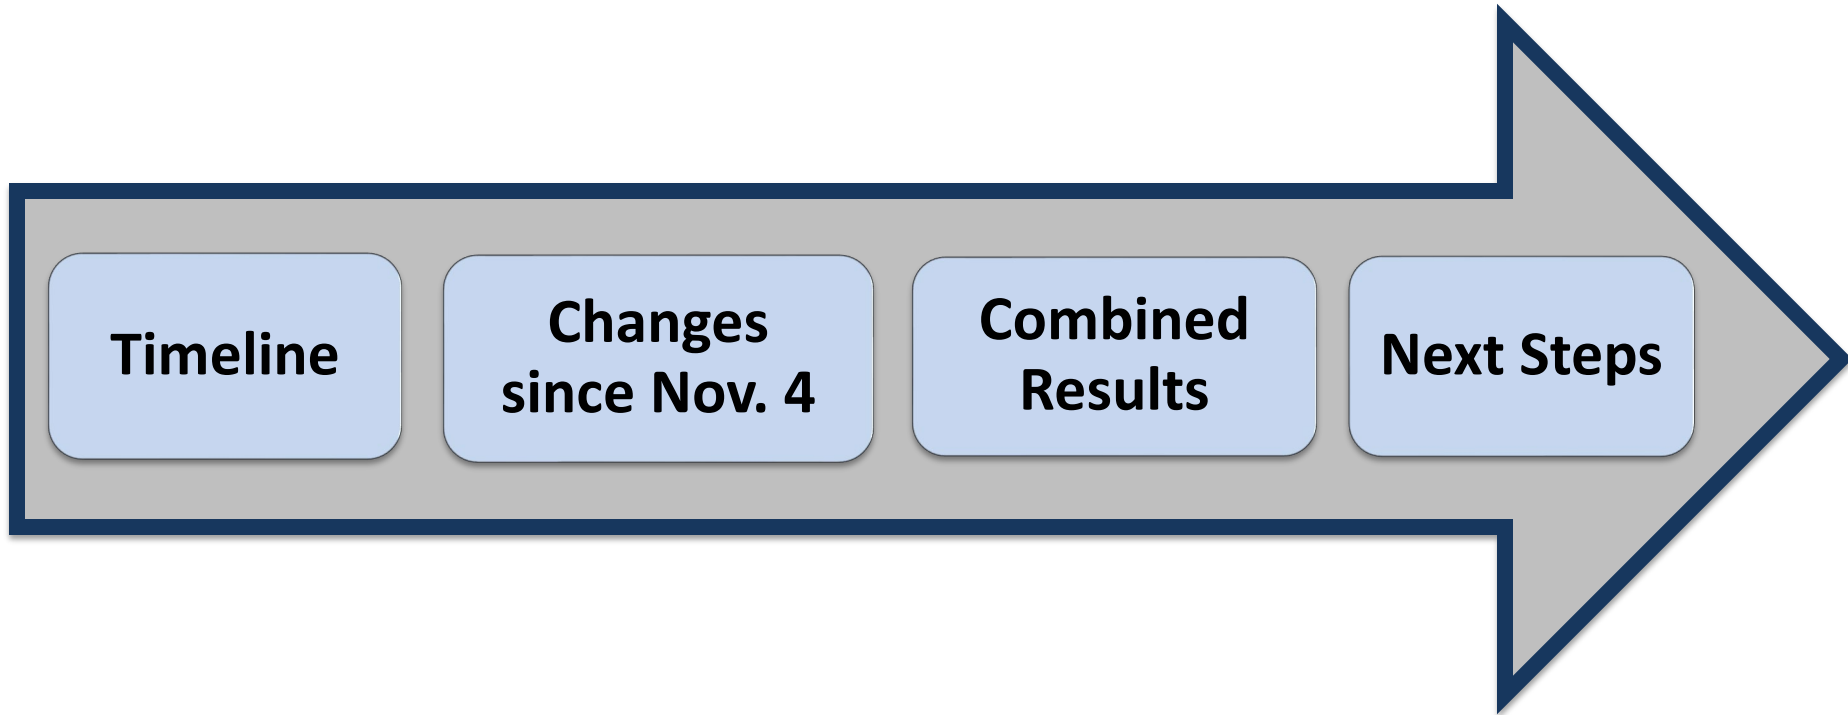 Timeline
Changes
since Nov. 4
Combined
Results
Next Steps